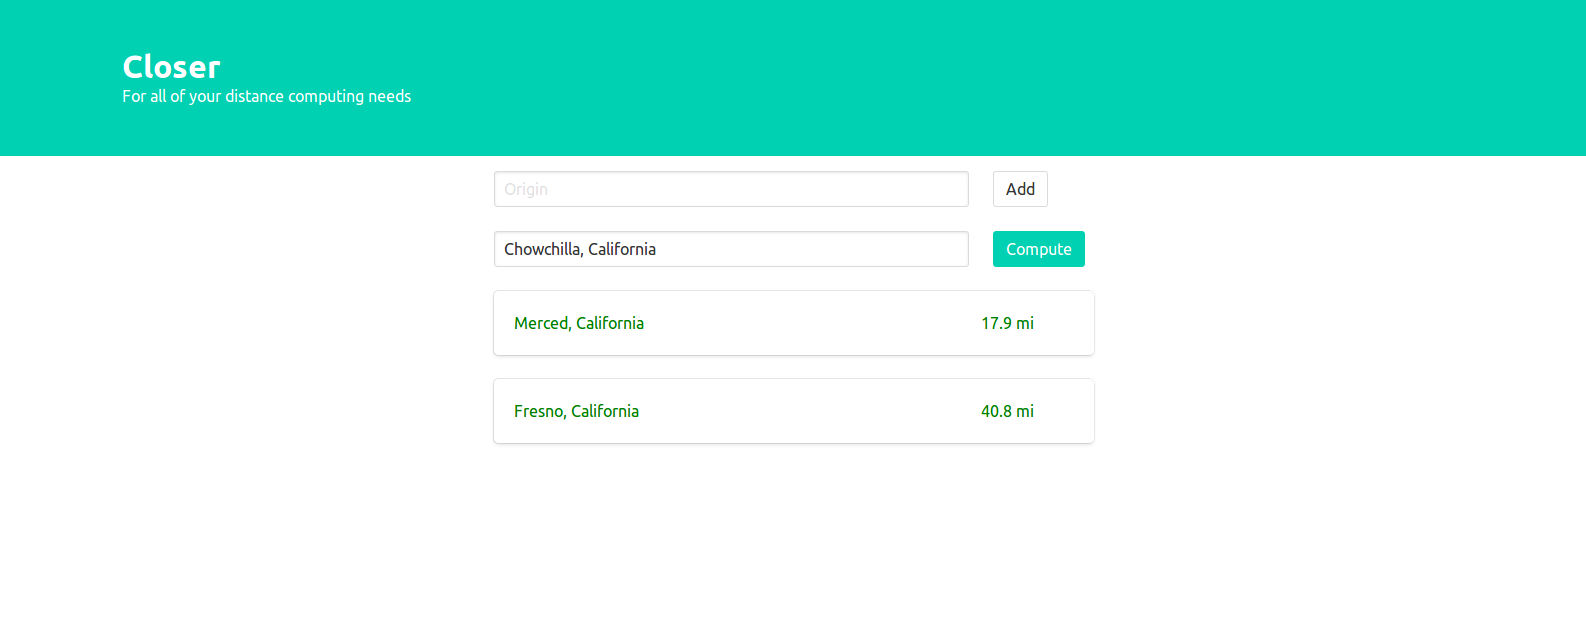 Closer
For all of your distance computing needs
Origin Add
Chowchilla, California Compute
Merced, California 17.9 mi
Fresno, California 40.8 mi